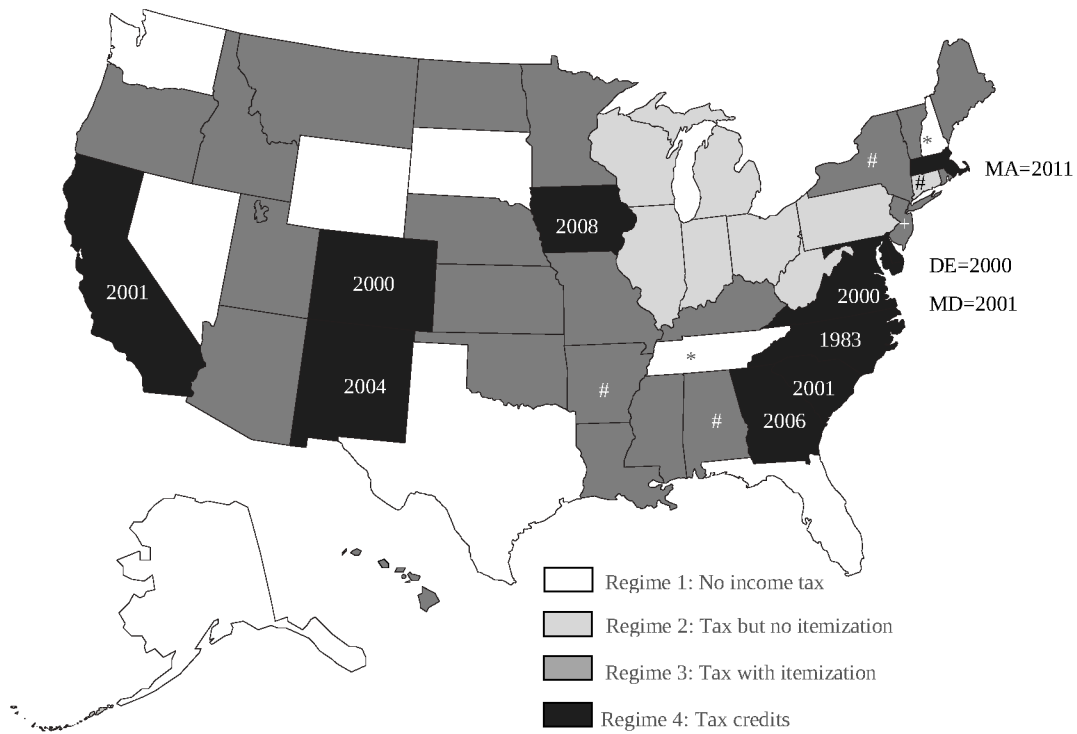 *
#
MA=2011
#
+
2008
DE=2000
2000
2001
2000
MD=2001
1983
*
2004
#
2001
#
2006
Regime 1: No income tax
Regime 2: Tax but no itemization
Regime 3: Tax with itemization
Regime 4: Tax credits